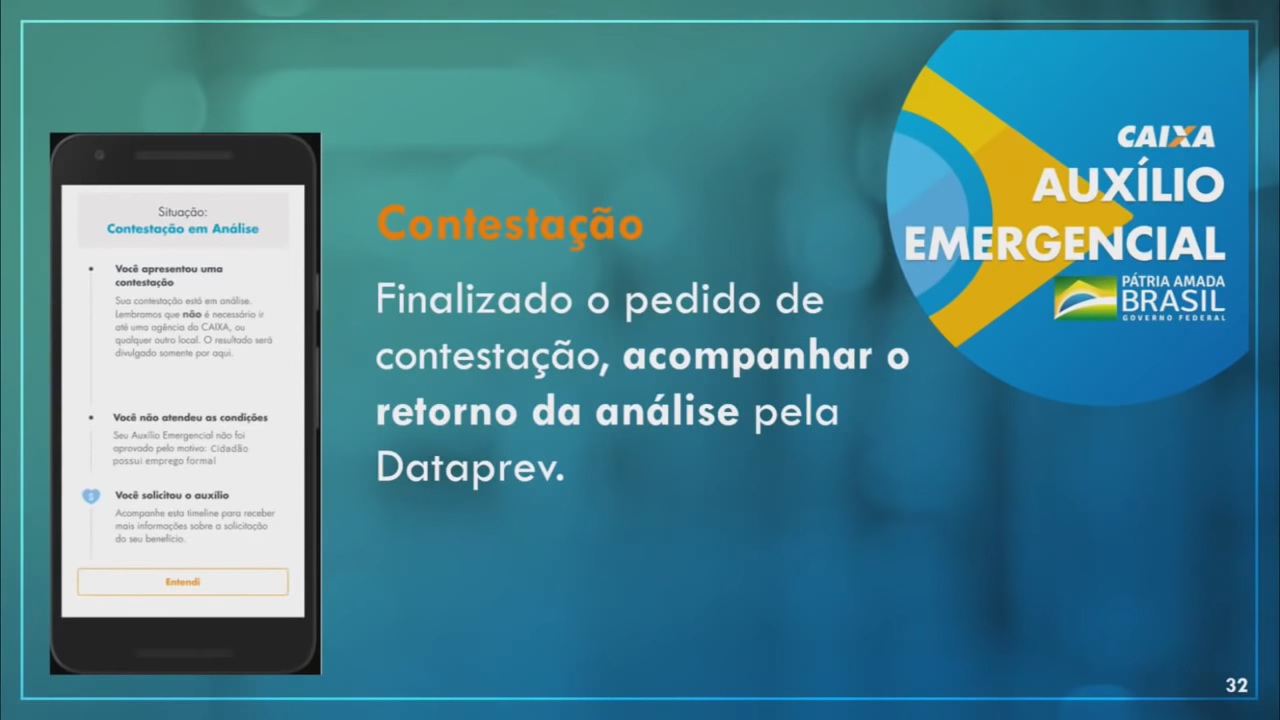 Situação:
Contestação em Análise
Você apresentou uma
contestação
Sua contestação está em análise.
Lembramos que não é necessário ir
até uma agência da CAIXA, ou
qualquer outro local. O resultado será
divulgado somente por aqui.
Você não atendeu as condições
Seu Auxílio Emergencial não foi
aprovado pelo motivo: Cidadão
possui emprego formal
Você solicitou o auxílio
Acompanhe esta timeline para receber
mais informações sobre a solicitação
do seu benefício.
Entendi
Contestação
Finalizado o pedido de
contestação, acompanhar o
retorno da análise pela
Dataprev.
CAIXA
AUXÍLIO
EMERGENCIAL
PÁTRIA AMADA
BRASIL
GOVERNO FEDERAL
32